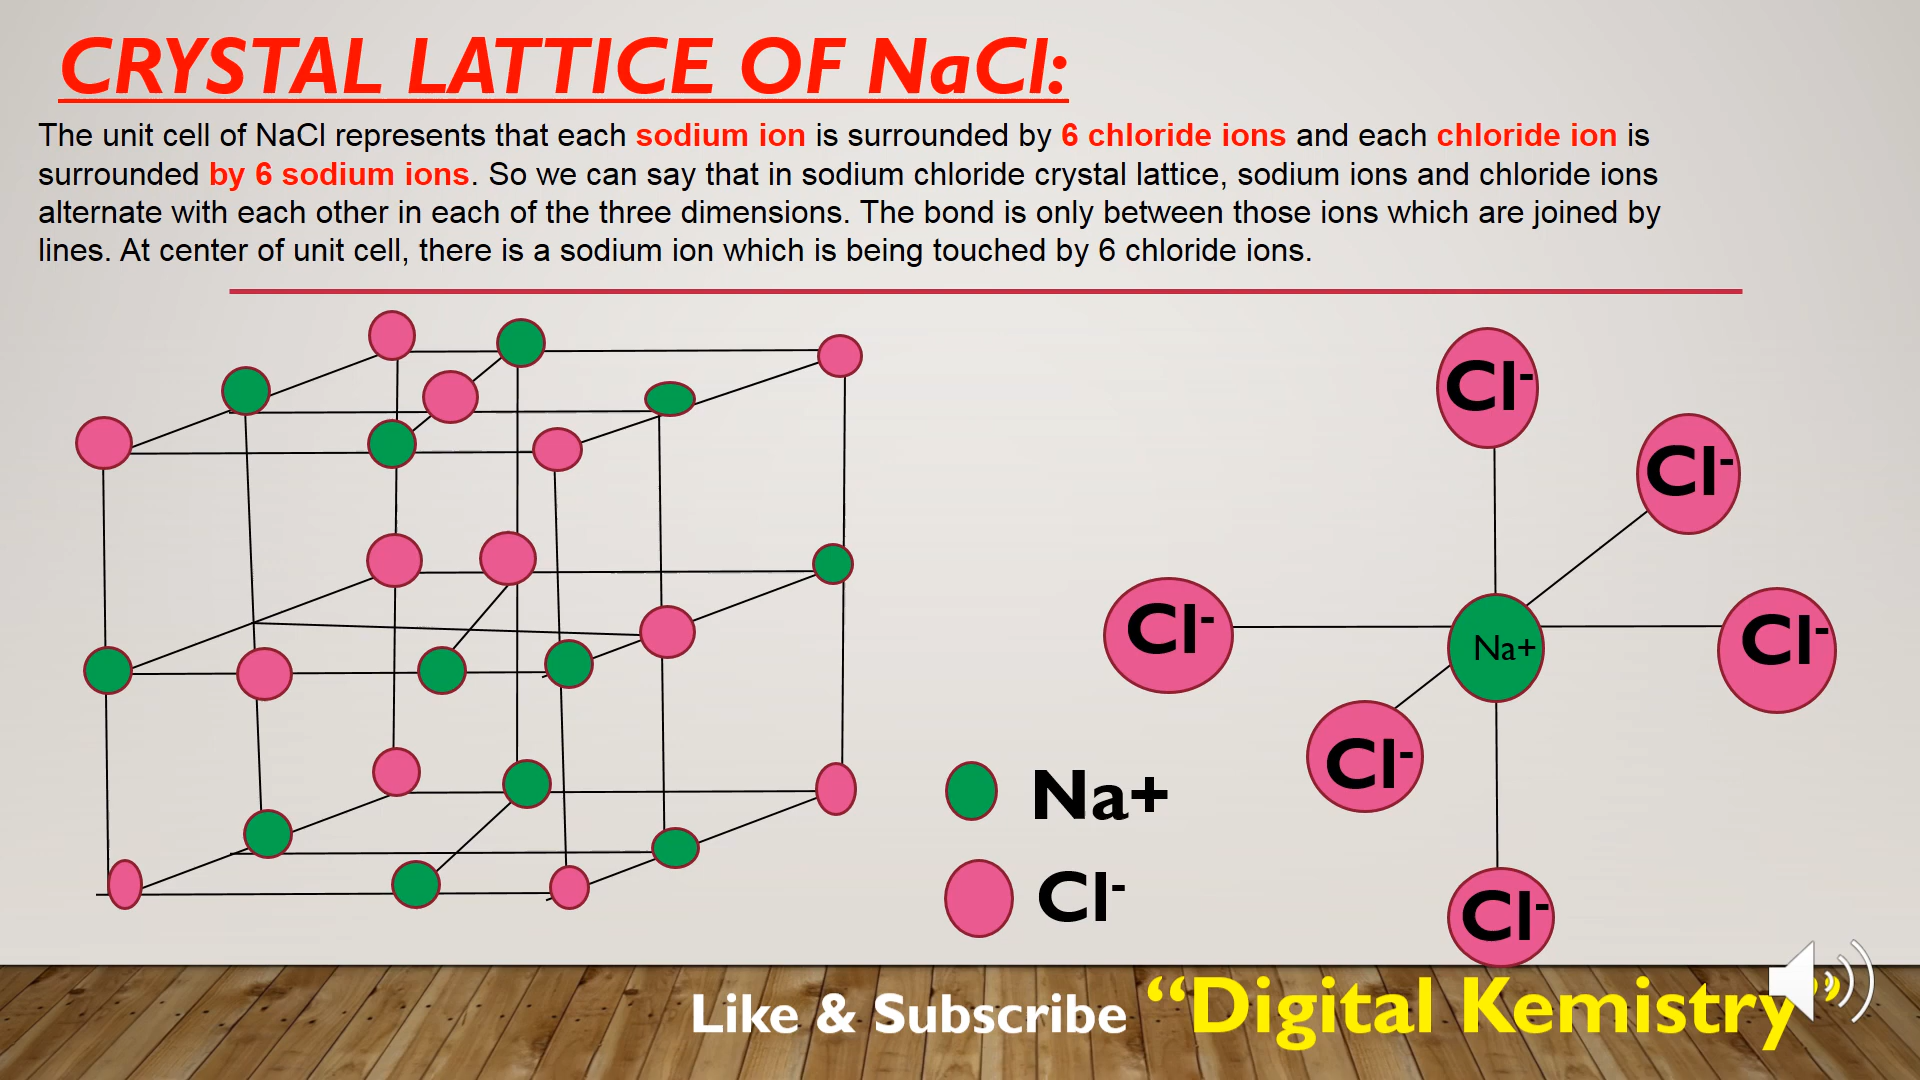 CRYSTAL LATTICE OF NaCl:
The unit cell of NaCl represents that each sodium ion is surrounded by 6 chloride ions and each chloride ion is
surrounded by 6 sodium ions. So we can say that in sodium chloride crystal lattice, sodium ions and chloride ions
alternate with each other in each of the three dimensions. The bond is only between those ions which are joined by
lines. At center of unit cell, there is a sodium ion which is being touched by 6 chloride ions.
Cl-
Cl-
Cl-
Na+
Cl-
Cl-
Na+
Cl-
Cl-
Like & Subscribe “Digital Kemistry”